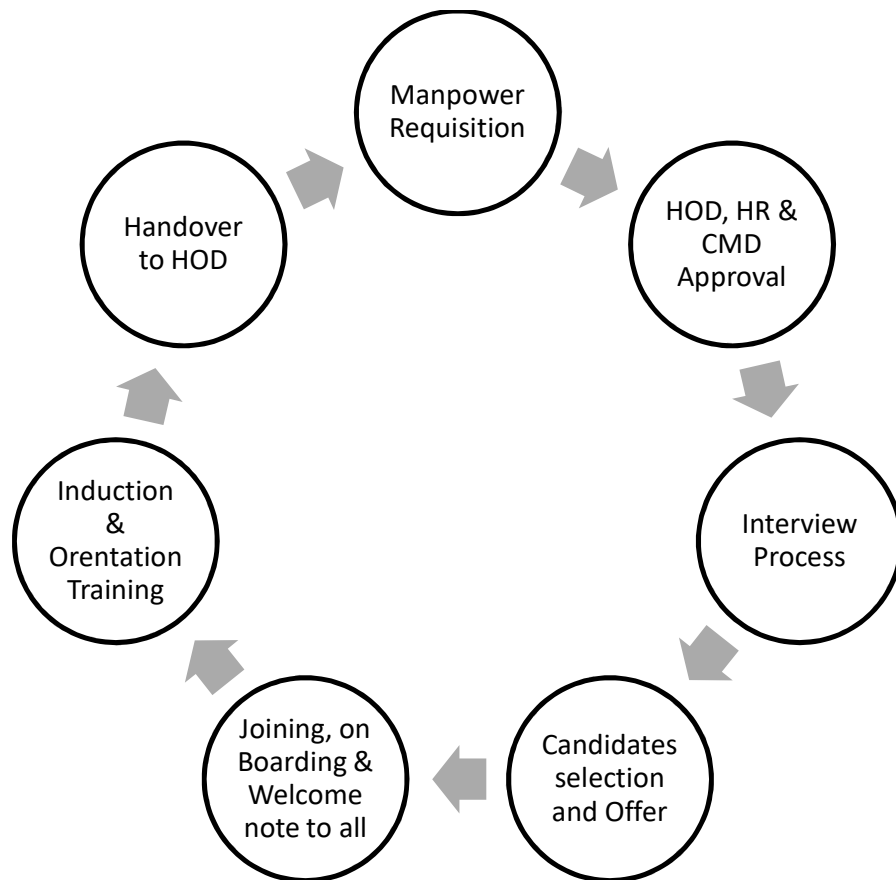 Manpower
Requisition
HOD, HR &
CMD
Approval
Interview
Process
Candidates
selection
and Offer
Joining, on
Boarding &
Welcome
note to all
Induction
&
Orentation
Training
Handover
to HOD